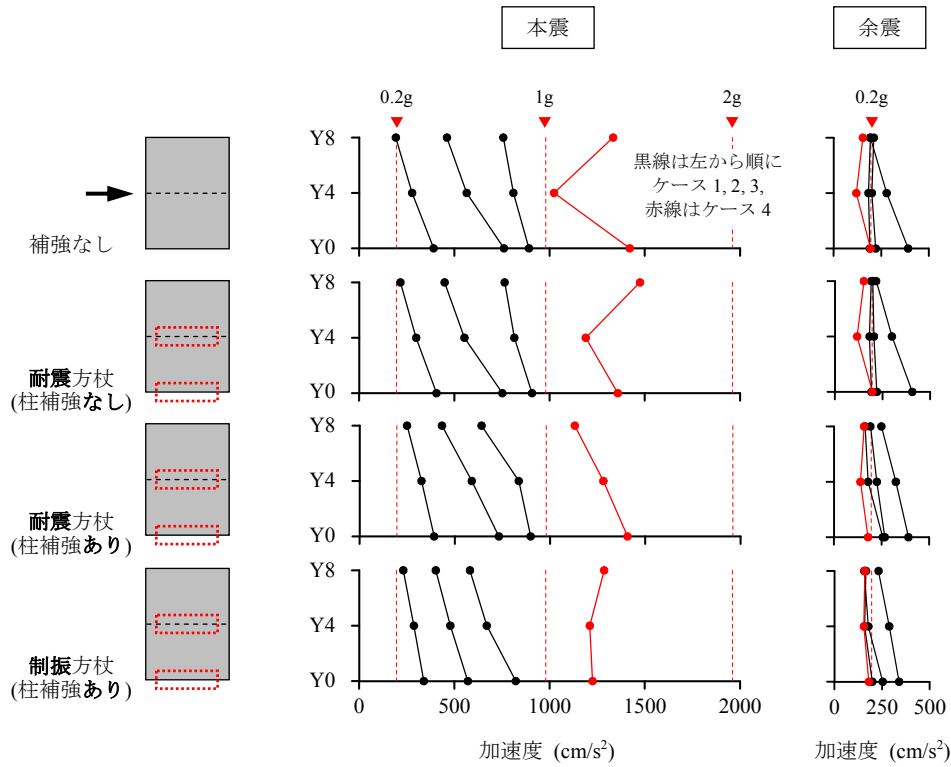 本震
余震
0.2g
1g
2g
0.2g
Y8
Y4
Y0
補強なし
黒線は左から順に
ケース 1, 2, 3,
赤線はケース 4
Y8
Y4
Y0
耐震方杖
(柱補強なし)
Y8
Y4
Y0
耐震方杖
(柱補強あり)
Y8
Y4
Y0
制振方杖
(柱補強あり)
0
500
1000
1500
2000
0
250
500
加速度 (cm/s²)
加速度 (cm/s²)